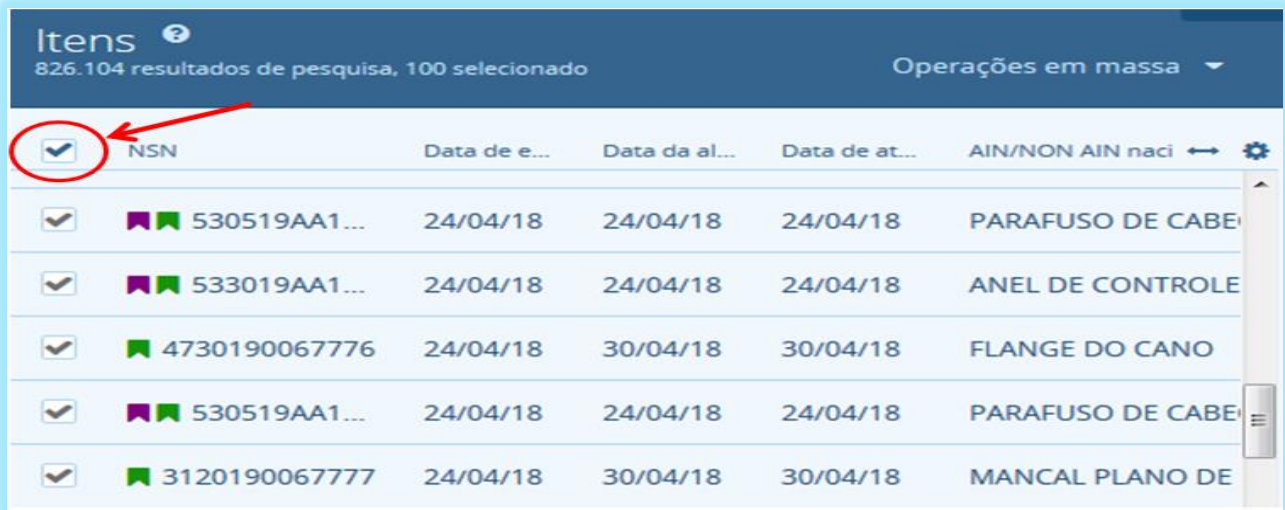 Itens ?
826.104 resultados de pesquisa, 100 selecionado
Operações em massa
NSN Data de e... Data da al... Data de at... AIN/NON AIN naci
530519AA1... 24/04/18 24/04/18 24/04/18 PARAFUSO DE CABE
533019AA1... 24/04/18 24/04/18 24/04/18 ANEL DE CONTROLE
4730190067776 24/04/18 30/04/18 30/04/18 FLANGE DO CANO
530519AA1... 24/04/18 24/04/18 24/04/18 PARAFUSO DE CABE
3120190067777 24/04/18 30/04/18 30/04/18 MANCAL PLANO DE